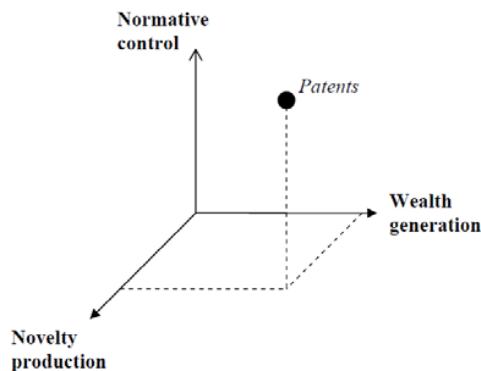 Normative
control
Patents
Wealth
generation
Novelty
production